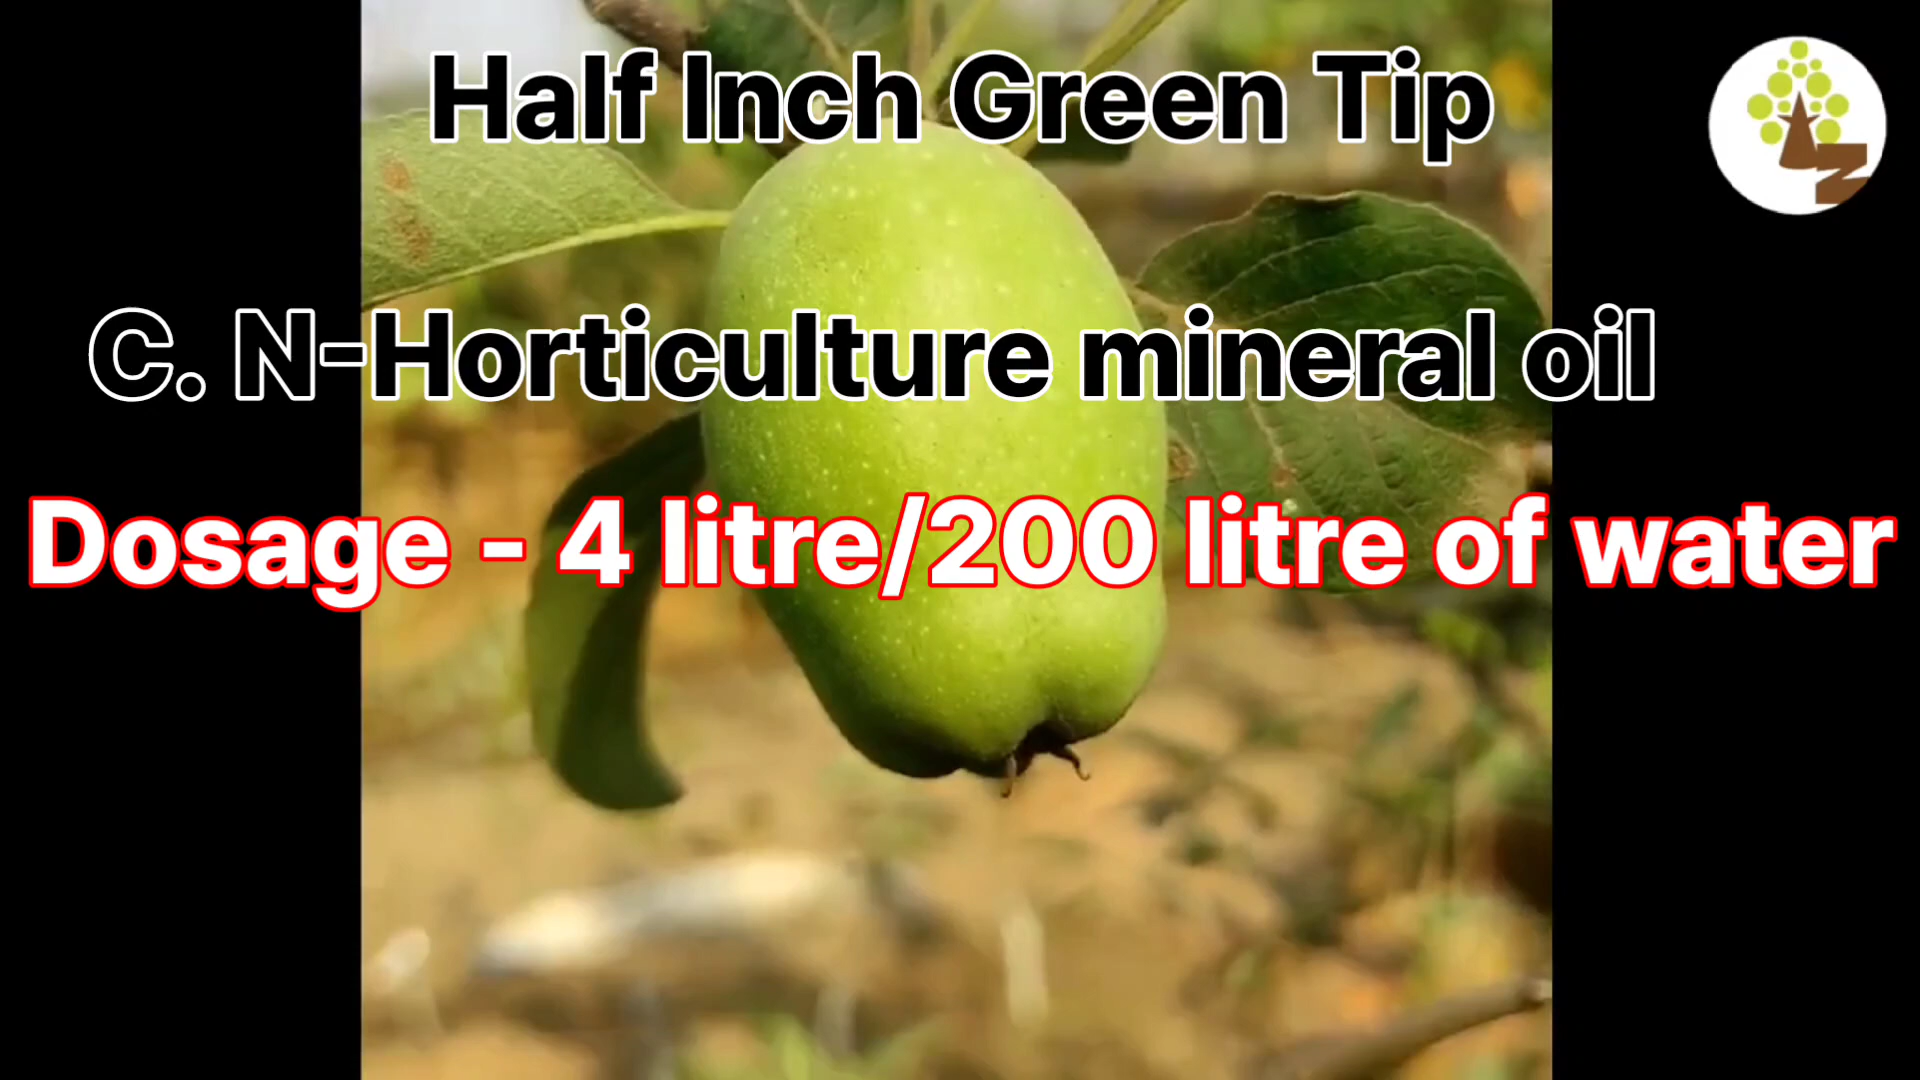 Half Inch Green Tip
C. N-Horticulture mineral oil
Dosage - 4 litre/200 litre of water